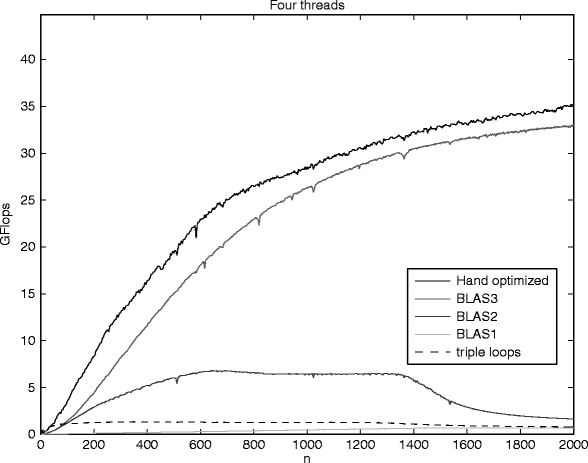 Four threads
40
35
30
25
20
15
10
5
0
GFlops
Hand optimized
BLAS3
BLAS2
BLAS1
triple loops
0 200 400 600 800 1000 1200 1400 1600 1800 2000
n